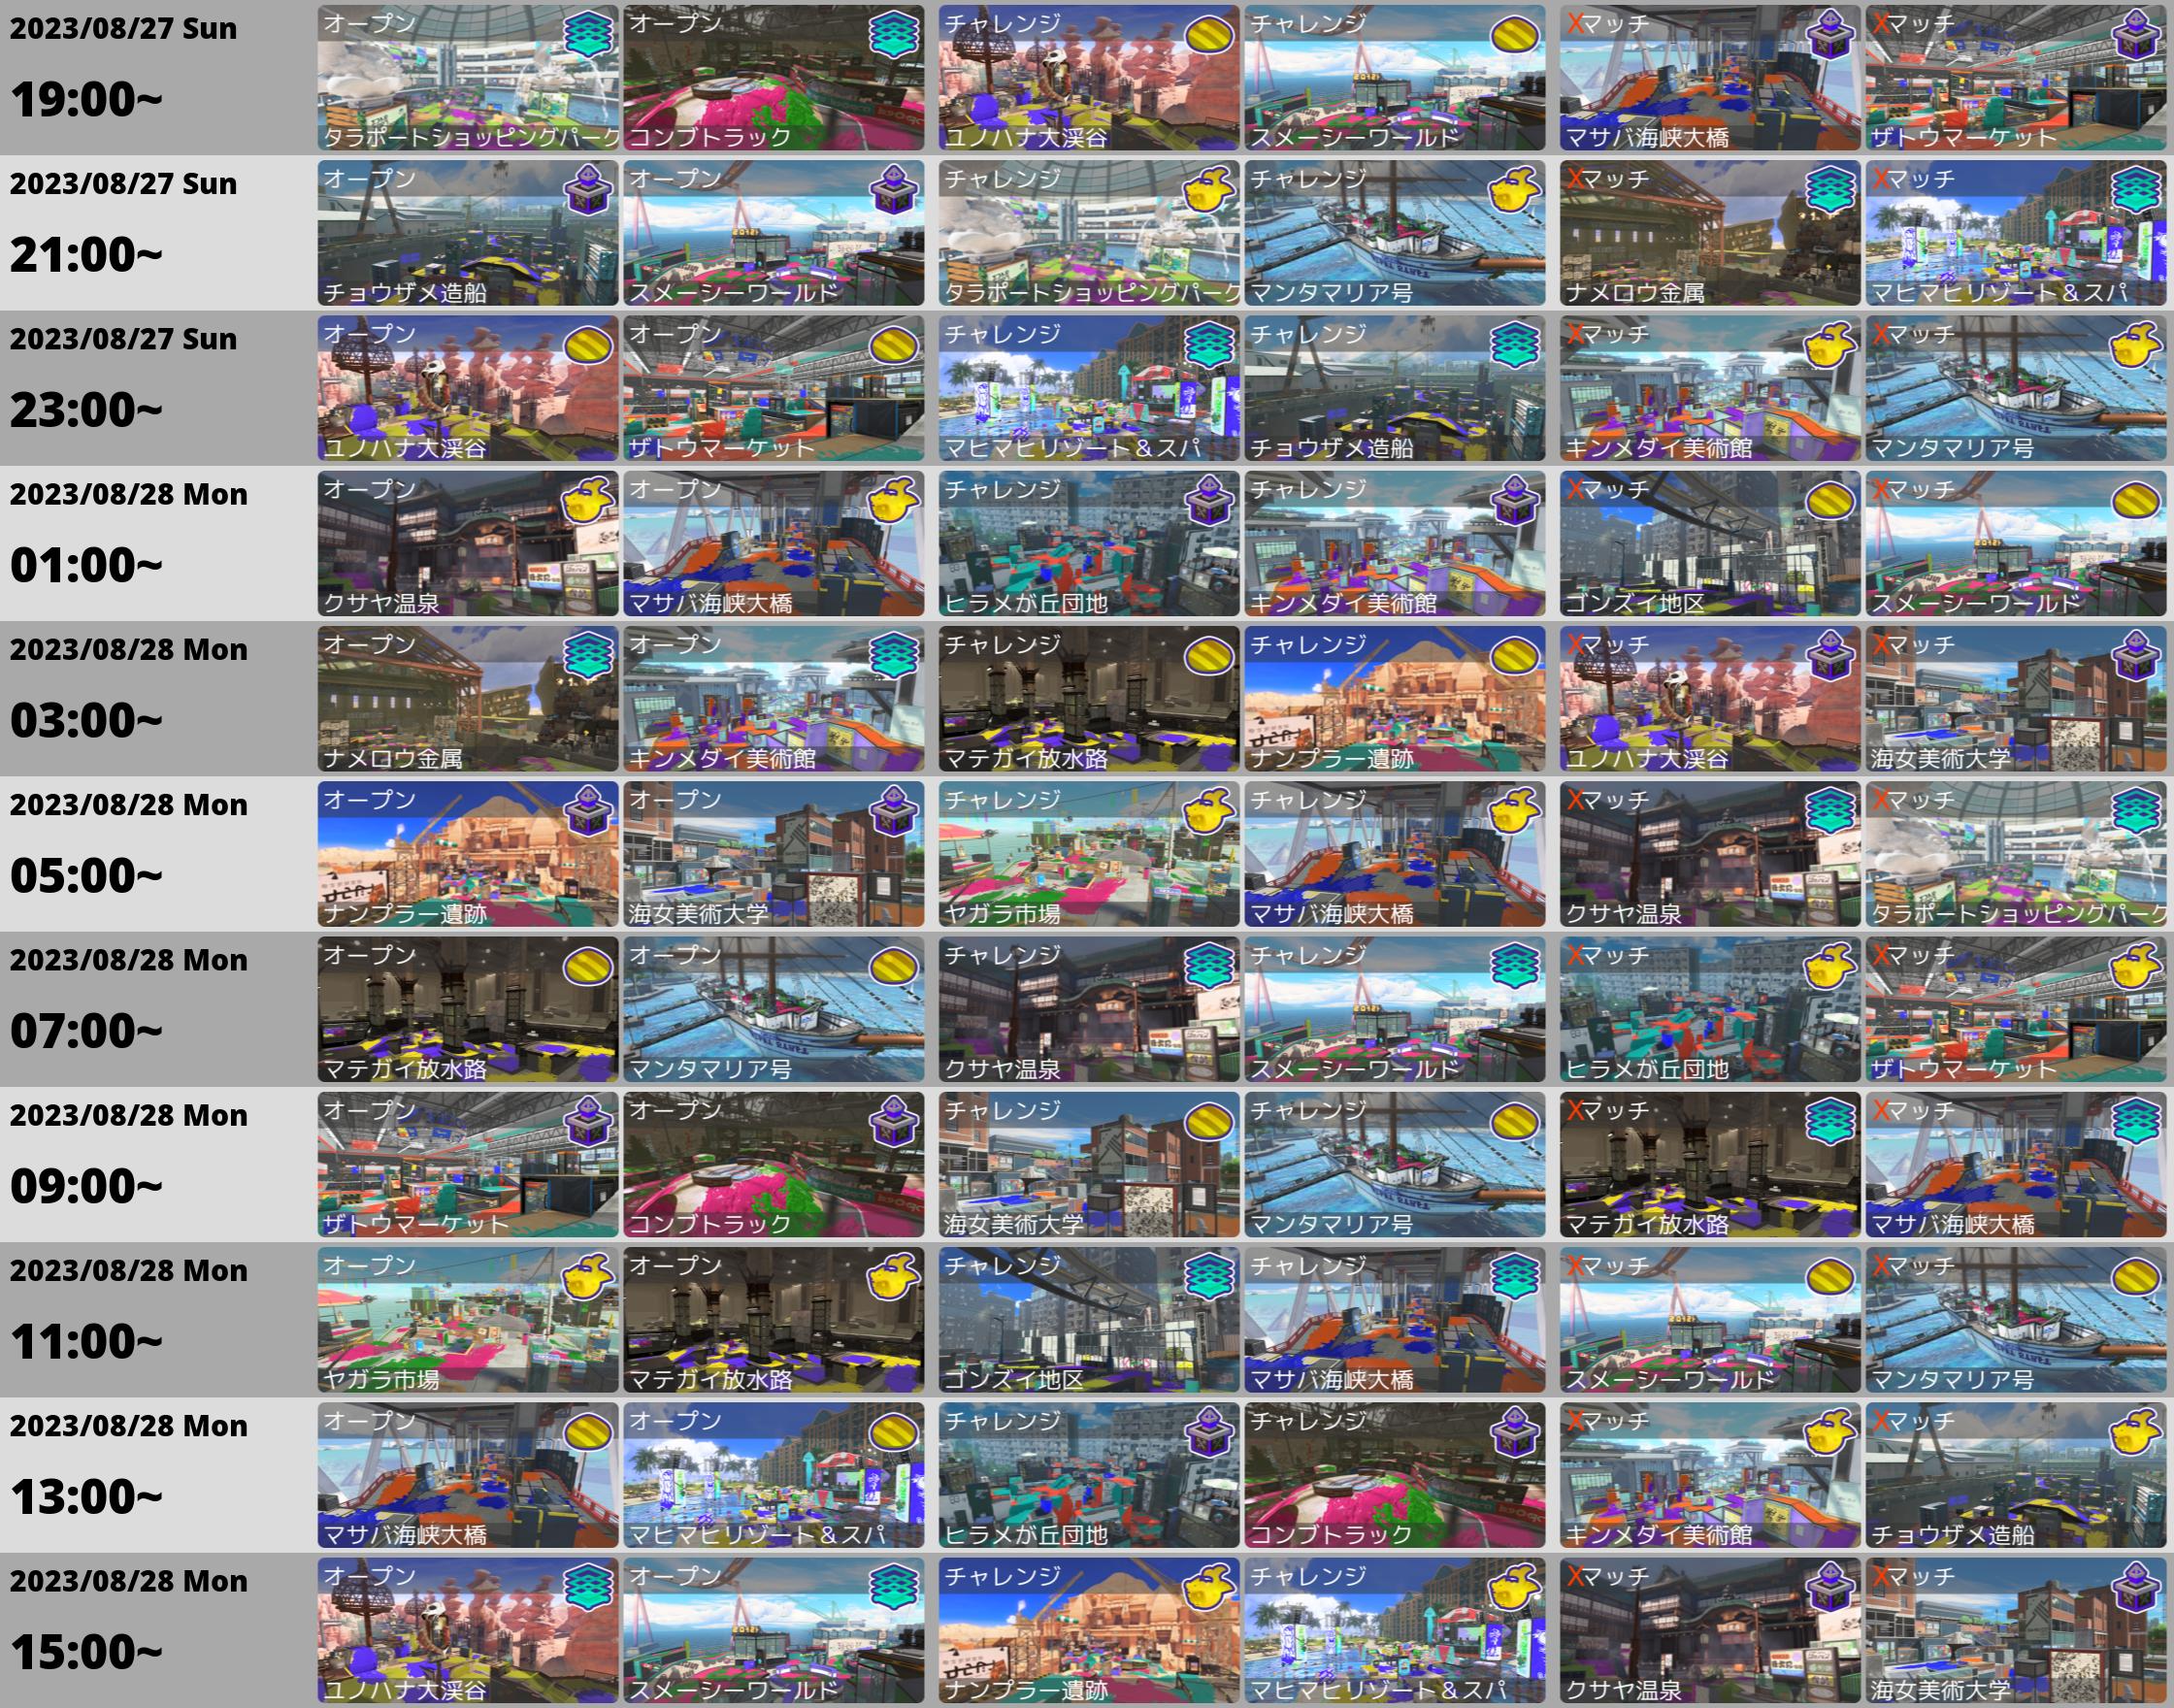 2023/08/27 Sun
19:00~
オープン オープン チャレンジ チャレンジ Xマッチ Xマッチ
タラポートショッピングパーク コンブトラック ユノハナ大渓谷 スメーシーワールド マサバ海峡大橋 ザトウマーケット
2023/08/27 Sun
21:00~
オープン オープン チャレンジ チャレンジ Xマッチ Xマッチ
チョウザメ造船 スメーシーワールド タラポートショッピングパーク マンタマリア号 ナメロウ金属 マヒマヒリゾート&スパ
2023/08/27 Sun
23:00~
オープン オープン チャレンジ チャレンジ Xマッチ Xマッチ
ユノハナ大渓谷 ザトウマーケット マヒマヒリゾート&スパ チョウザメ造船 キンメダイ美術館 マンタマリア号
2023/08/28 Mon
01:00~
オープン オープン チャレンジ チャレンジ Xマッチ Xマッチ
クサヤ温泉 マサバ海峡大橋 ヒラメが丘団地 キンメダイ美術館 ゴンズイ地区 スメーシーワールド
2023/08/28 Mon
03:00~
オープン オープン チャレンジ チャレンジ Xマッチ Xマッチ
ナメロウ金属 キンメダイ美術館 マテガイ放水路 ナンプラー遺跡 ユノハナ大渓谷 海女美術大学
2023/08/28 Mon
05:00~
オープン オープン チャレンジ チャレンジ Xマッチ Xマッチ
ナンプラー遺跡 海女美術大学 ヤガラ市場 マサバ海峡大橋 クサヤ温泉 タラポートショッピングパーク
2023/08/28 Mon
07:00~
オープン オープン チャレンジ チャレンジ Xマッチ Xマッチ
マテガイ放水路 マンタマリア号 クサヤ温泉 スメーシーワールド ヒラメが丘団地 ザトウマーケット
2023/08/28 Mon
09:00~
オープン オープン チャレンジ チャレンジ Xマッチ Xマッチ
ザトウマーケット コンブトラック 海女美術大学 マンタマリア号 マテガイ放水路 マサバ海峡大橋
2023/08/28 Mon
11:00~
オープン オープン チャレンジ チャレンジ Xマッチ Xマッチ
ヤガラ市場 マテガイ放水路 ゴンズイ地区 マサバ海峡大橋 スメーシーワールド マンタマリア号
2023/08/28 Mon
13:00~
オープン オープン チャレンジ チャレンジ Xマッチ Xマッチ
マサバ海峡大橋 マヒマヒリゾート&スパ ヒラメが丘団地 コンブトラック キンメダイ美術館 チョウザメ造船
2023/08/28 Mon
15:00~
オープン オープン チャレンジ チャレンジ Xマッチ Xマッチ
ユノハナ大渓谷 スメーシーワールド ナンプラー遺跡 マヒマヒリゾート&スパ クサヤ温泉 海女美術大学